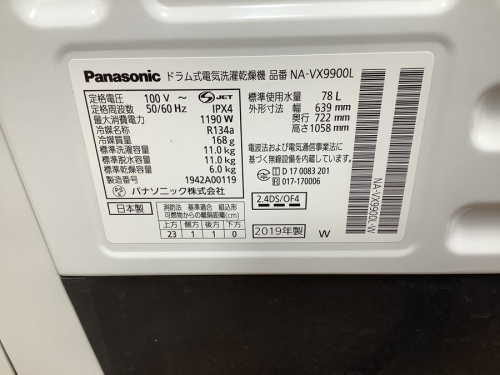 Panasonic ドラム式電気洗濯乾燥機 品番 NA-VX9900L
定格電圧 100 V ~
定格周波数 50/60 Hz
最大消費電力 1190 W
冷媒 R134a
冷媒質量 168 g
標準洗濯容量 11.0 kg
標準脱水容量 11.0 kg
標準乾燥容量 6.0 kg
製造番号 1942A00119
パナソニック株式会社
S JET
IPX4
標準使用水量 78 L
外形寸法 幅 639 mm
奥行 722 mm
高さ 1058 mm
電波法および電気通信事業法に
基づく無線設備を内蔵しています。
T D 17 0083 201
R 017-170006
日本製
消防法 基準適合 組込形
可燃物からの離隔距離(cm)
上方 側方 後方 下方
23 1 1 0
2.4DS/OF4
2019年製
W
NA-VX9900L-W